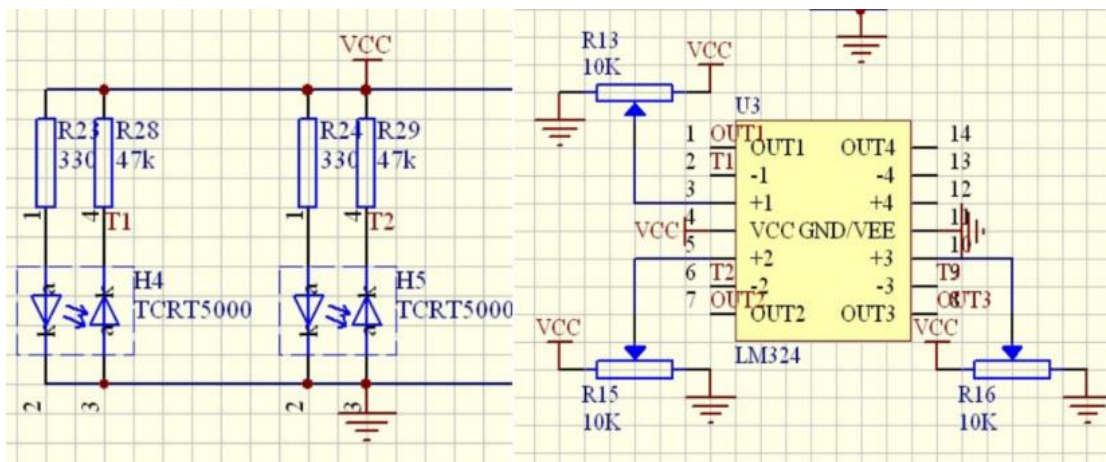 VCC
R23 R28
330 47k
R24 R29
330 47k
1 4 T1
1 4 T2
a k
k a
H4
TCRT5000
a k
k a
H5
TCRT5000
2 3
2 3
R13
10K
VCC
U3
1 OUT1 OUT1 OUT4 14
2 T1 -1 -4 13
3 +1 +4 12
VCC 4 VCC GND/VEE 11
5 +2 +3 10
6 T2 -2 -3 T9 9
7 OUT2 OUT2 OUT3 OUT3 8
LM324
VCC
R15
10K
VCC
R16
10K